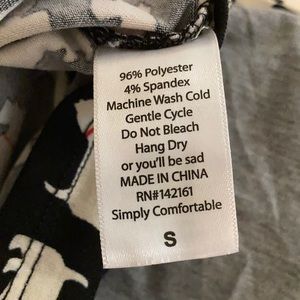 96% Polyester
4% Spandex
Machine Wash Cold
Gentle Cycle
Do Not Bleach
Hang Dry
or you'll be sad
MADE IN CHINA
RN#142161
Simply Comfortable
S